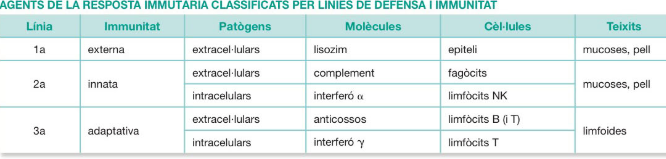 AGENTS DE LA RESPOSTA IMMUTARIA CLASSIFICATS PER LINIES DE DEFENSA I IMMUNITAT
Línia Immunitat Patògens Molècules Cèl·lules Teixits
1a externa extracel·lulars lisozim epiteli mucoses, pell
2a innata extracel·lulars complement fagòcits mucoses, pell
intracelulars interferó α limfòcits NK
3a adaptativa extracel·lulars anticossos limfòcits B (i T) limfoides
intracelulars interferó γ limfòcits T